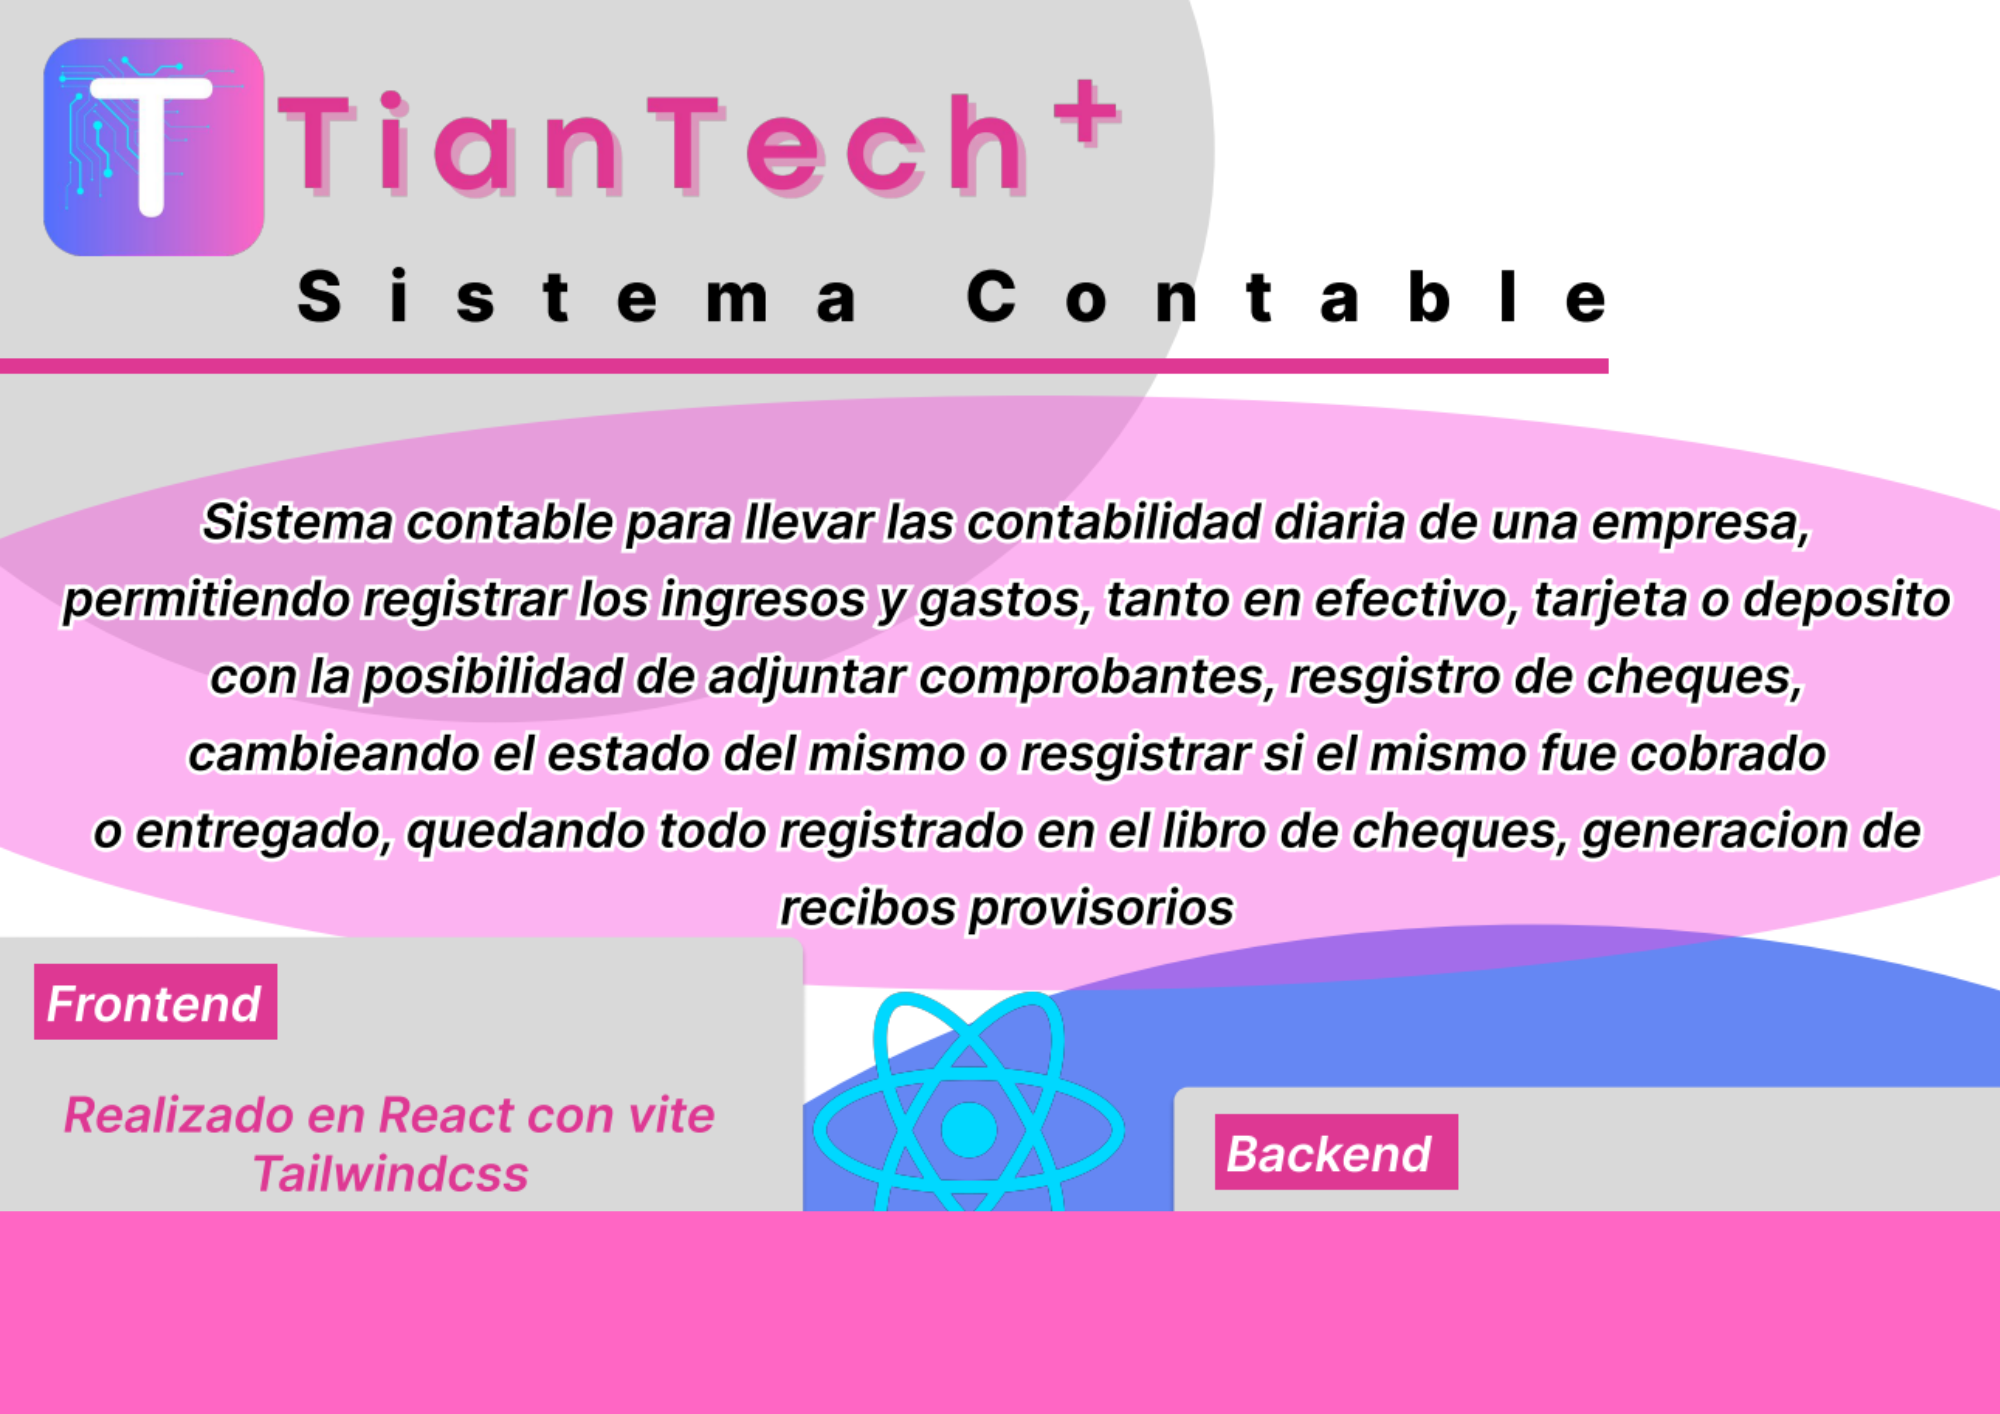 T
TianTech+
Sistema Contable
Sistema contable para llevar las contabilidad diaria de una empresa,
permitiendo registrar los ingresos y gastos, tanto en efectivo, tarjeta o deposito
con la posibilidad de adjuntar comprobantes, resgistro de cheques,
cambieando el estado del mismo o resgistrar si el mismo fue cobrado
o entregado, quedando todo registrado en el libro de cheques, generacion de
recibos provisorios
Frontend
Realizado en React con vite
Tailwindcss
Backend